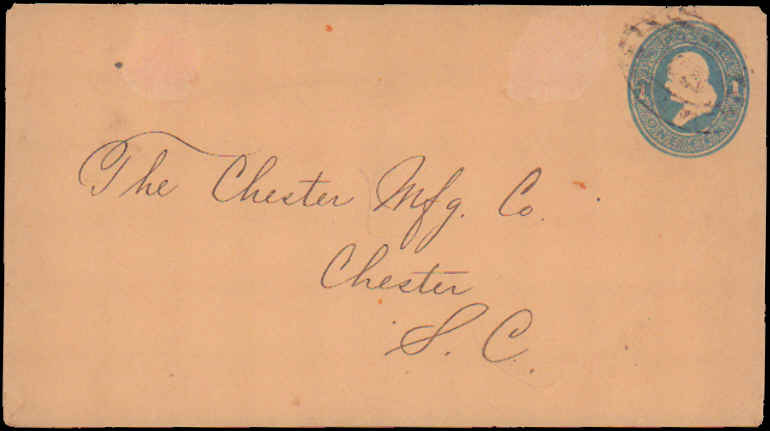 The Chester Mfg. Co.
Chester
S. C.